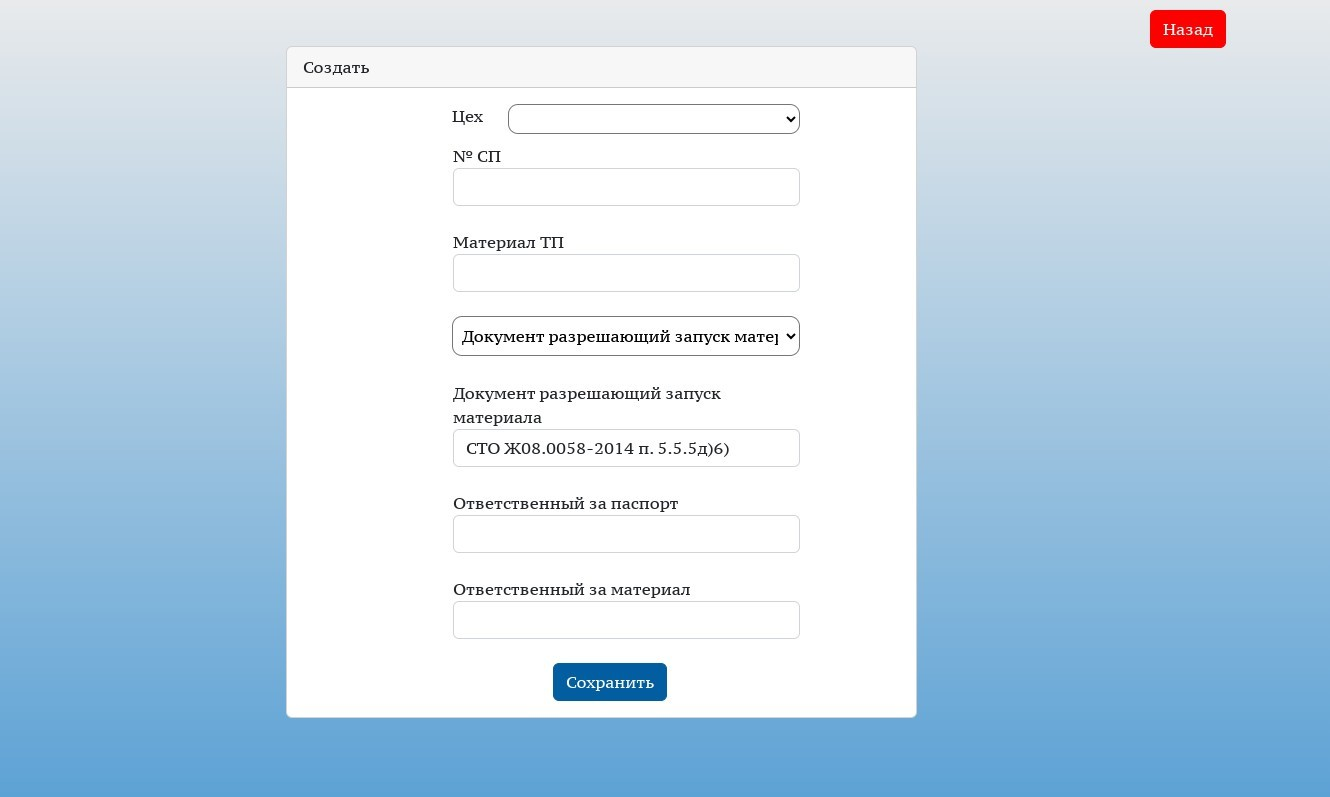 Назад
Создать
Цех
№ СП
Материал ТП
Документ разрешающий запуск матер
Документ разрешающий запуск
материала
СТО Ж08.0058-2014 п. 5.5.5д)6)
Ответственный за паспорт
Ответственный за материал
Сохранить